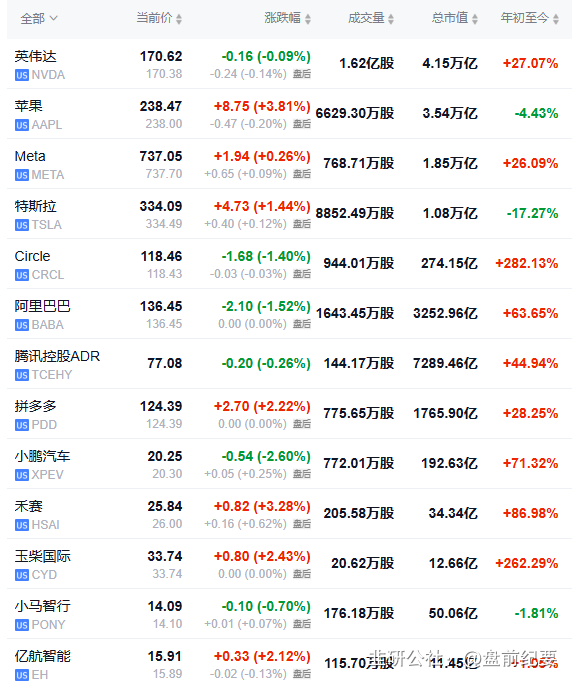 全部 当前价 涨跌幅 成交量 总市值 年初至今
英伟达 170.62 -0.16 (-0.09%) 1.62亿股 4.15万亿 +27.07%
US NVDA 170.38 -0.24 (-0.14%) 盘后
苹果 238.47 +8.75 (+3.81%) 6629.30万股 3.54万亿 -4.43%
US AAPL 238.00 -0.47 (-0.20%) 盘后
Meta 737.05 +1.94 (+0.26%) 768.71万股 1.85万亿 +26.09%
US META 737.70 +0.65 (+0.09%) 盘后
特斯拉 334.09 +4.73 (+1.44%) 8852.49万股 1.08万亿 -17.27%
US TSLA 334.49 +0.40 (+0.12%) 盘后
Circle 118.46 -1.68 (-1.40%) 944.01万股 274.15亿 +282.13%
US CRCL 118.43 -0.03 (-0.03%) 盘后
阿里巴巴 136.45 -2.10 (-1.52%) 1643.45万股 3252.96亿 +63.65%
US BABA 136.45 0.00 (0.00%) 盘后
腾讯控股ADR 77.08 -0.20 (-0.26%) 144.17万股 7289.46亿 +44.94%
US TCEHY
拼多多 124.39 +2.70 (+2.22%) 775.65万股 1765.90亿 +28.25%
US PDD 124.39 0.00 (0.00%) 盘后
小鹏汽车 20.25 -0.54 (-2.60%) 772.01万股 192.63亿 +71.32%
US XPEV 20.30 +0.05 (+0.25%) 盘后
禾赛 25.84 +0.82 (+3.28%) 205.58万股 34.34亿 +86.98%
US HSAI 26.00 +0.16 (+0.62%) 盘后
玉柴国际 33.74 +0.80 (+2.43%) 20.62万股 12.66亿 +262.29%
US CYD 33.74 0.00 (0.00%) 盘后
小马智行 14.09 -0.10 (-0.70%) 176.18万股 50.06亿 -1.81%
US PONY 14.10 +0.01 (+0.07%) 盘后
亿航智能 15.91 +0.33 (+2.12%) 115.70万股 11.45亿
US EH 15.89 -0.02 (-0.13%) 盘后
韭研公社 @盘前纪要